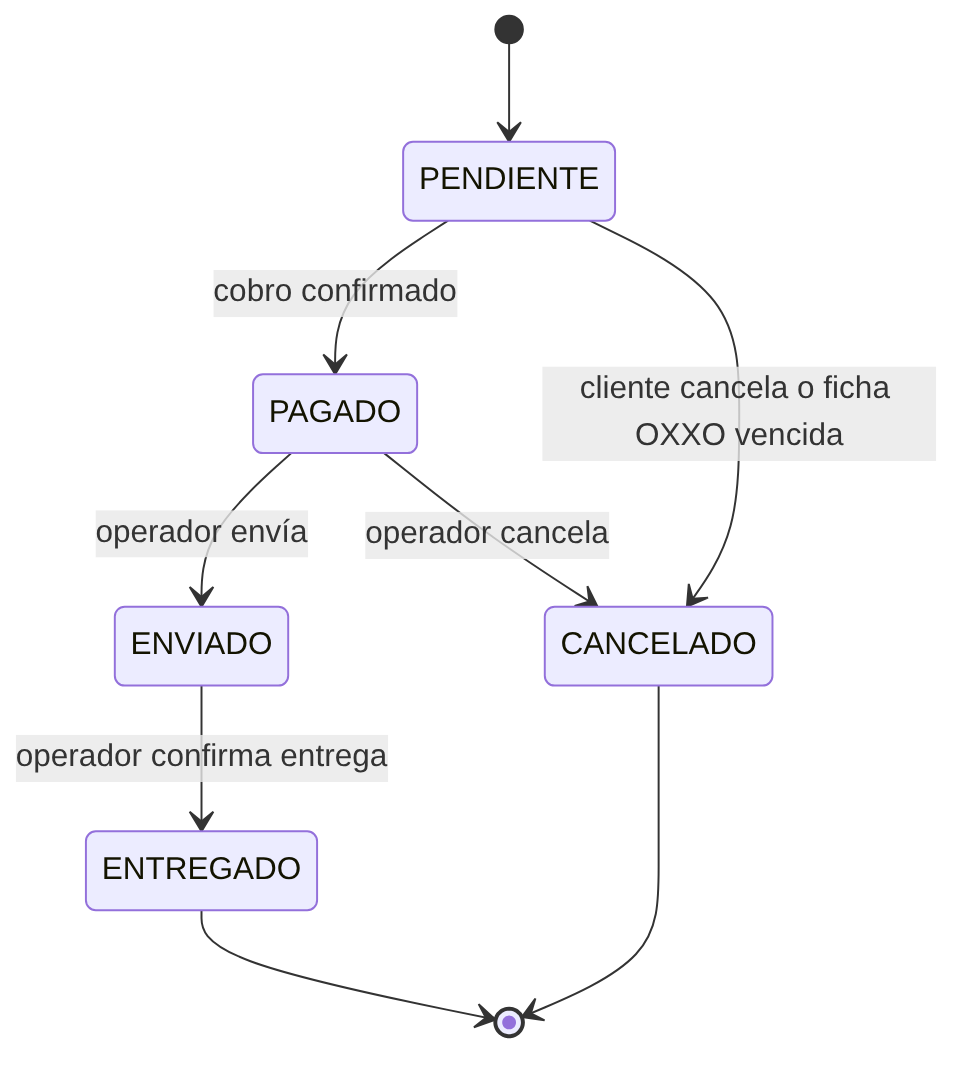 PENDIENTE
cobro confirmado
cliente cancela o ficha
OXXO vencida
PAGADO
operador envía
operador cancela
ENVIADO
CANCELADO
operador confirma entrega
ENTREGADO